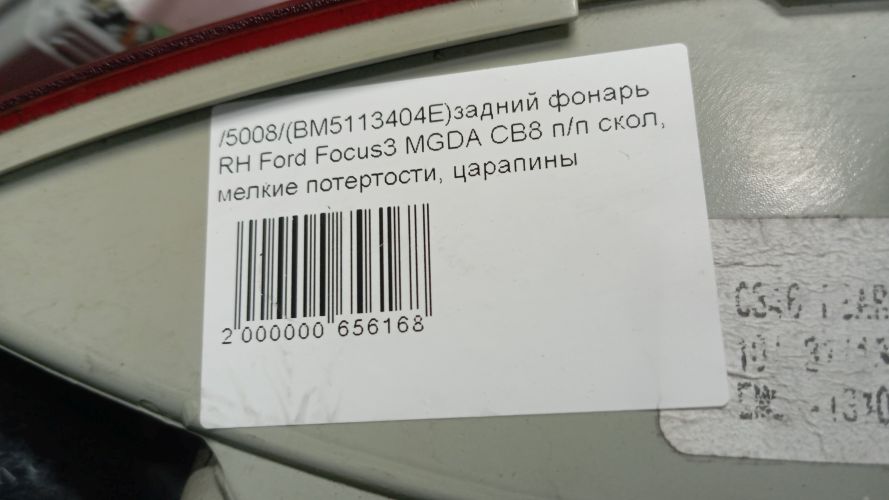 /5008/(BM5113404E)задний фонарь
RH Ford Focus3 MGDA CB8 п/п скол,
мелкие потертости, царапины
2 000000 656168